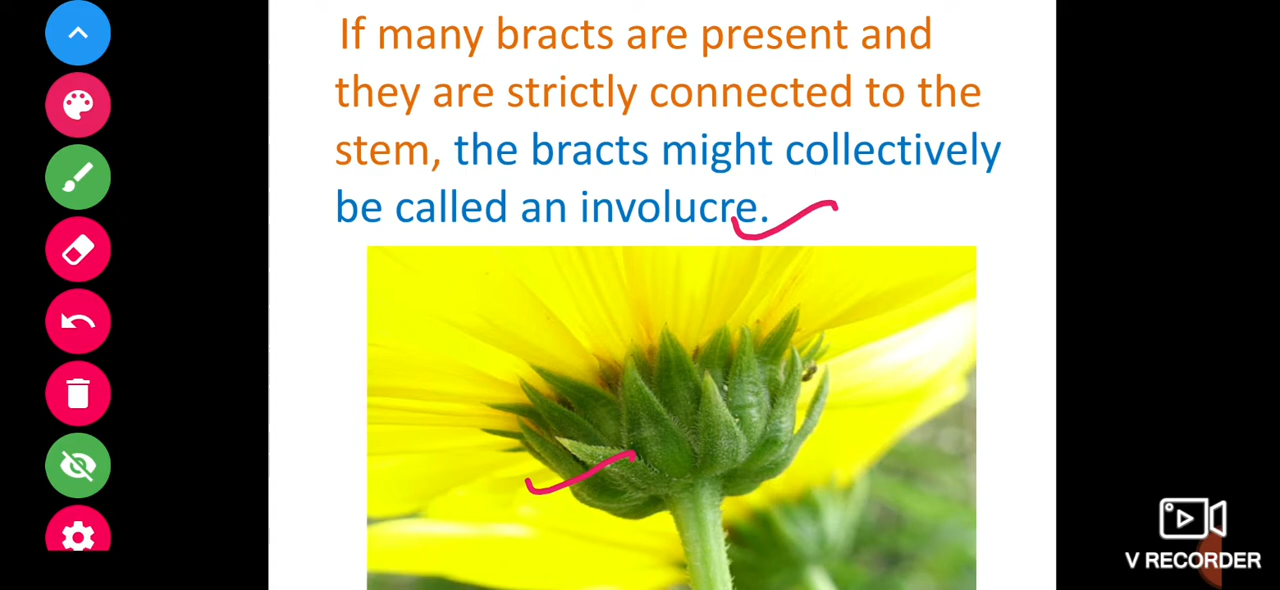 If many bracts are present and
they are strictly connected to the
stem, the bracts might collectively
be called an involucre.
V RECORDER